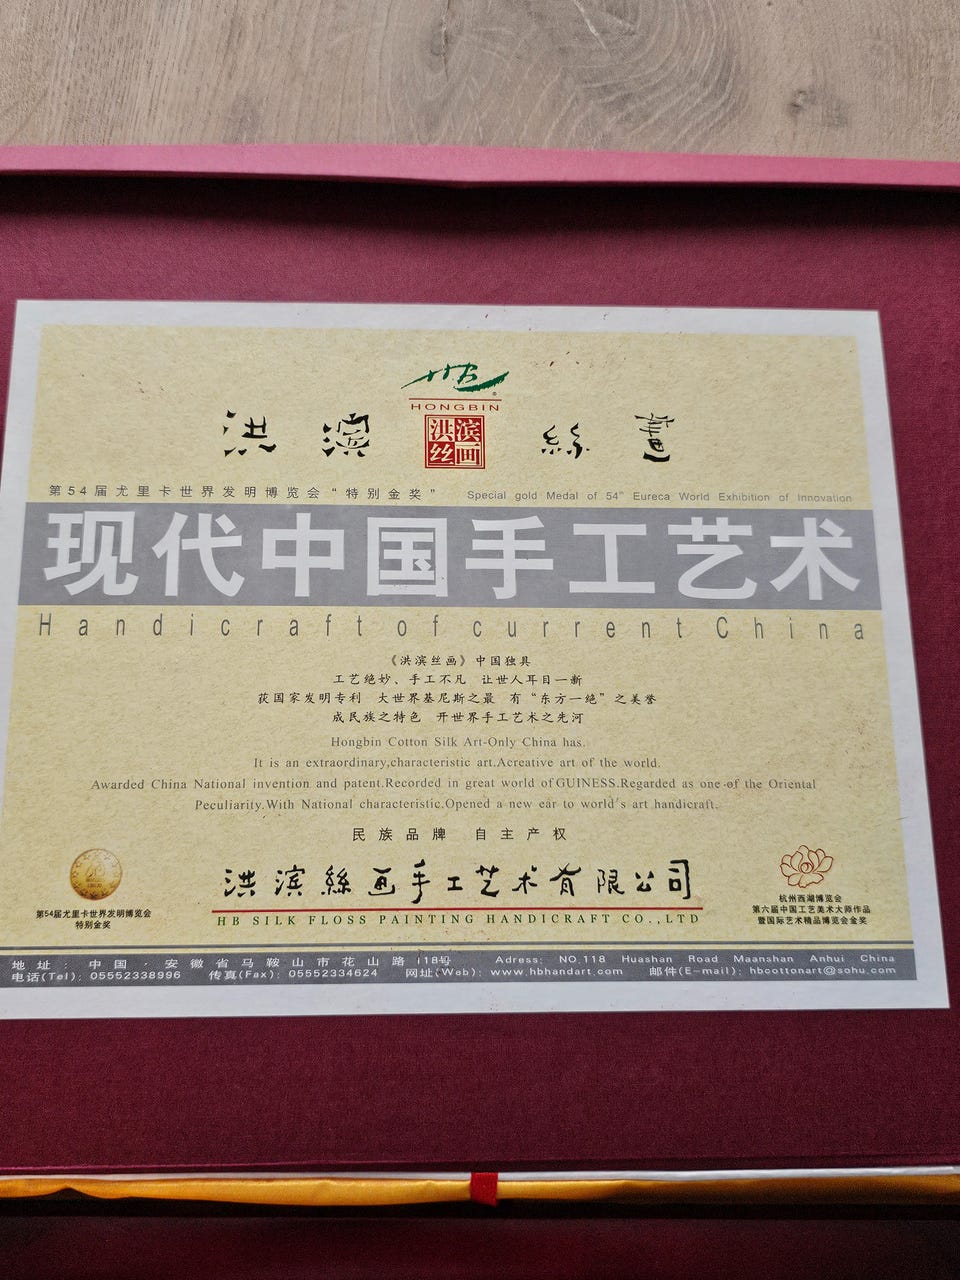 HB
®
HONGBIN
洪滨 絲畫
洪滨
丝画
第54届尤里卡世界发明博览会“特别金奖” Special gold Medal of 54th Eureca World Exhibition of Innovation
现代中国手工艺术
Handicraft of current China
《洪滨丝画》中国独具
工艺绝妙、手工不凡 让世人耳目一新
获国家发明专利 大世界基尼斯之最 有“东方一绝”之美誉
成民族之特色 开世界手工艺术之先河
Hongbin Cotton Silk Art-Only China has.
It is an extraordinary,characteristic art.Acreative art of the world.
Awarded China National invention and patent.Recorded in great world of GUINESS.Regarded as one of the Oriental
Peculiarity.With National characteristic.Opened a new ear to world's art handicraft.
民族品牌 自主产权
洪滨絲画手工艺术有限公司
HB SILK FLOSS PAINTING HANDICRAFT CO.,LTD
第54届尤里卡世界发明博览会
特别金奖
杭州西湖博览会
第六届中国工艺美术大师作品
暨国际艺术精品博览会金奖
地址：中国·安徽省马鞍山市花山路118号 Adress: NO.118 Huashan Road Maanshan Anhui China
电话(Tel): 05552338996 传真(Fax): 05552334624 网址(Web): www.hbhandart.com 邮件(E-mail): hbcottonart@sohu.com